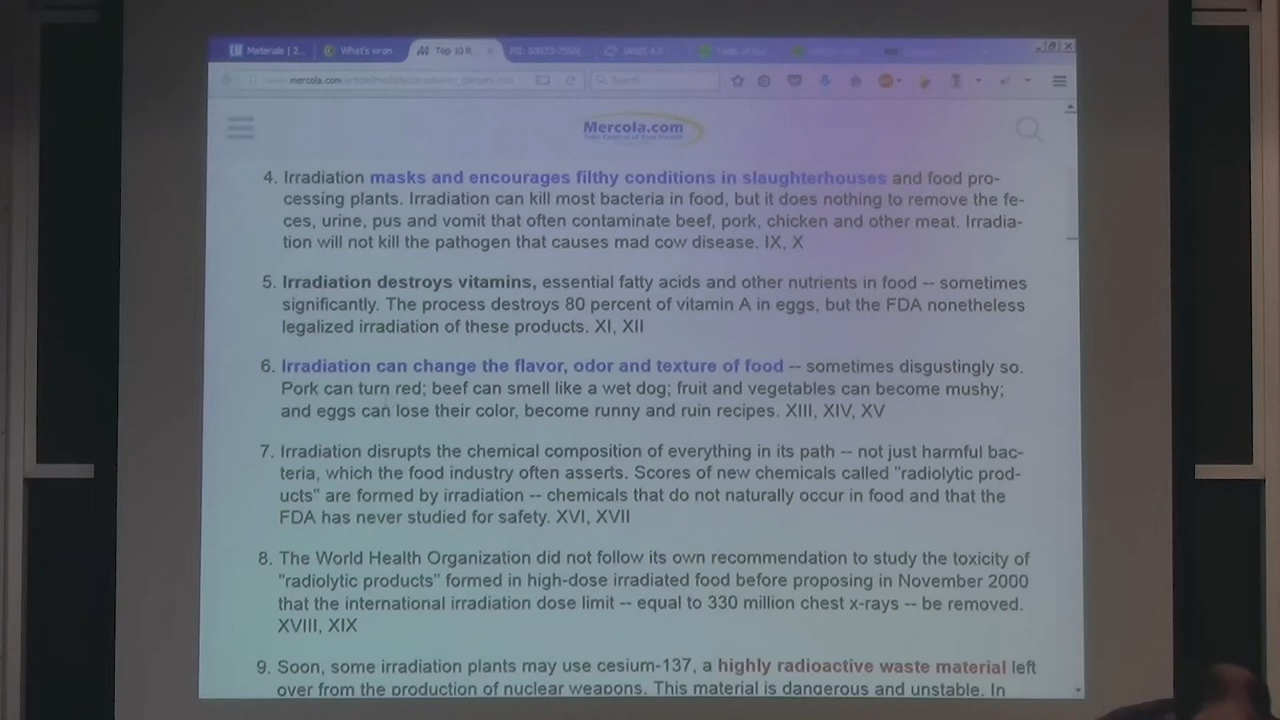 Materials | 2...
What's wron
Top 10 R...
mercola.com
Search
Mercola.com
4. Irradiation masks and encourages filthy conditions in slaughterhouses and food pro-
cessing plants. Irradiation can kill most bacteria in food, but it does nothing to remove the fe-
ces, urine, pus and vomit that often contaminate beef, pork, chicken and other meat. Irradia-
tion will not kill the pathogen that causes mad cow disease. IX, X
5. Irradiation destroys vitamins, essential fatty acids and other nutrients in food -- sometimes
significantly. The process destroys 80 percent of vitamin A in eggs, but the FDA nonetheless
legalized irradiation of these products. XI, XII
6. Irradiation can change the flavor, odor and texture of food -- sometimes disgustingly so.
Pork can turn red; beef can smell like a wet dog; fruit and vegetables can become mushy;
and eggs can lose their color, become runny and ruin recipes. XIII, XIV, XV
7. Irradiation disrupts the chemical composition of everything in its path -- not just harmful bac-
teria, which the food industry often asserts. Scores of new chemicals called "radiolytic prod-
ucts" are formed by irradiation -- chemicals that do not naturally occur in food and that the
FDA has never studied for safety. XVI, XVII
8. The World Health Organization did not follow its own recommendation to study the toxicity of
"radiolytic products" formed in high-dose irradiated food before proposing in November 2000
that the international irradiation dose limit -- equal to 330 million chest x-rays -- be removed.
XVIII, XIX
9. Soon, some irradiation plants may use cesium-137, a highly radioactive waste material left
over from the production of nuclear weapons. This material is dangerous and unstable. In